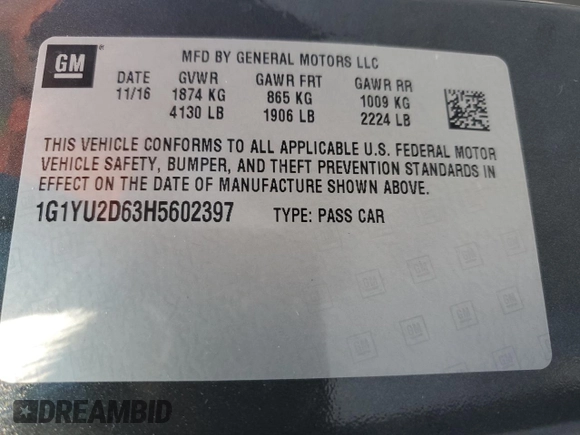 GM
MFD BY GENERAL MOTORS LLC
DATE GVWR GAWR FRT GAWR RR
11/16 1874 KG 865 KG 1009 KG
4130 LB 1906 LB 2224 LB
THIS VEHICLE CONFORMS TO ALL APPLICABLE U.S. FEDERAL MOTOR
VEHICLE SAFETY, BUMPER, AND THEFT PREVENTION STANDARDS IN
EFFECT ON THE DATE OF MANUFACTURE SHOWN ABOVE.
1G1YU2D63H5602397 TYPE: PASS CAR
DREAMBID